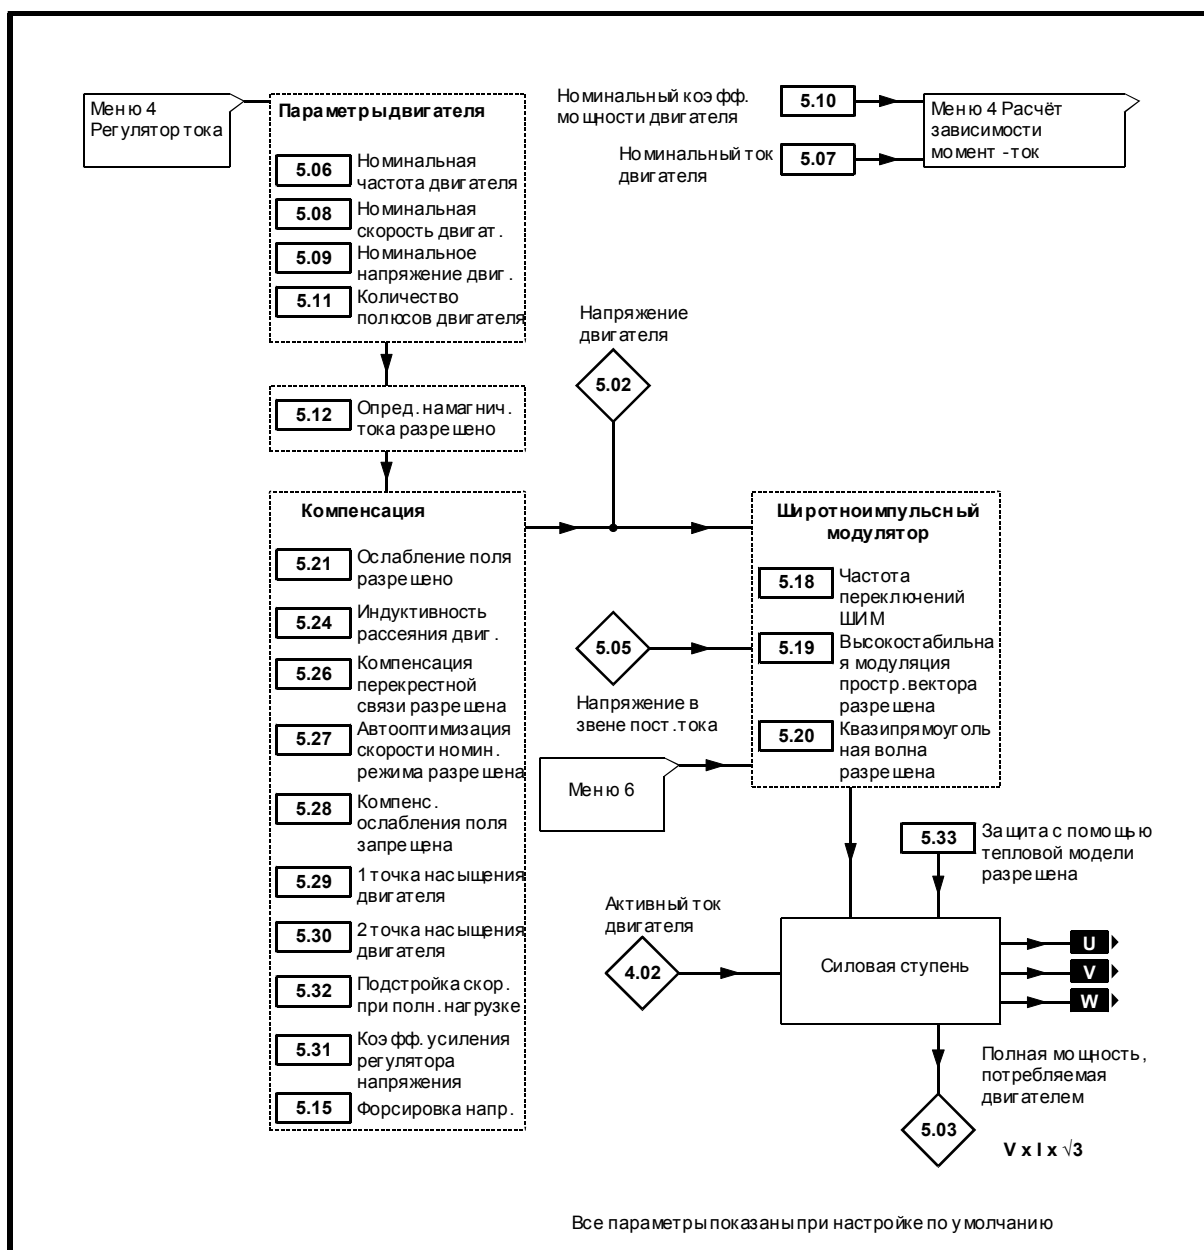 Меню 4
Регулятор тока
Параметры двигателя
5.06
Номинальная
частота двигателя
5.08
Номинальная
скорость двигат.
5.09
Номинальное
напряжение двиг.
5.11
Количество
полюсов двигателя
Номинальный коэфф.
мощности двигателя
5.10
Номинальный ток
двигателя
5.07
Меню 4 Расчёт
зависимости
момент - ток
5.12
Опред. намагнич.
тока разрешено
Напряжение
двигателя
5.02
Компенсация
5.21
Ослабление поля
разрешено
5.24
Индуктивность
рассеяния двиг.
5.26
Компенсация
перекрестной
связи разрешена
5.27
Автооптимизация
скорости номин.
режима разрешена
5.28
Компенс.
ослабления поля
запрещена
5.29
1 точка насыщения
двигателя
5.30
2 точка насыщения
двигателя
5.32
Подстройка скор.
при полн. нагрузке
5.31
Коэфф. усиления
регулятора
напряжения
5.15
Форсировка напр.
Широтноимпульсный
модулятор
5.18
Частота
переключений
ШИМ
5.19
Высокостабильна
я модуляция
простр. вектора
разрешена
5.20
Квазипрямоуголь
ная волна
разрешена
5.05
Напряжение в
звене пост. тока
Меню 6
5.33
Защита с помощью
тепловой модели
разрешена
Активный ток
двигателя
4.02
Силовая ступень
U
V
W
Полная мощность,
потребляемая
двигателем
5.03
V x I x √3
Все параметры показаны при настройке по умолчанию